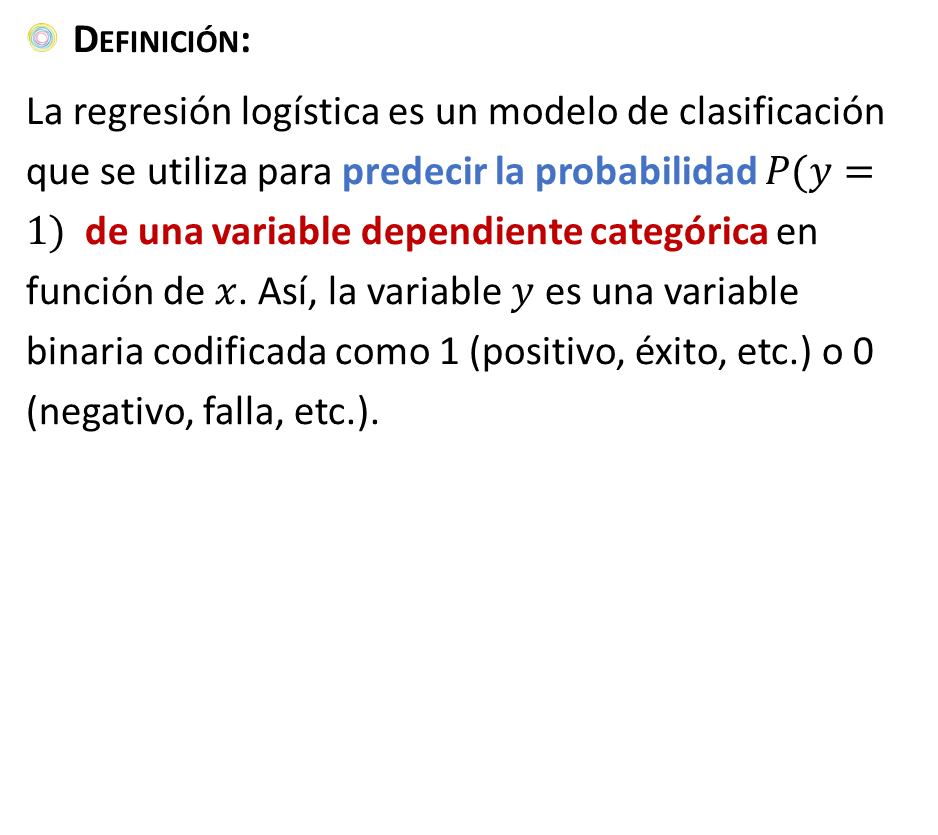 DEFINICIÓN:
La regresión logística es un modelo de clasificación
que se utiliza para predecir la probabilidad P(y =
1) de una variable dependiente categórica en
función de x. Así, la variable y es una variable
binaria codificada como 1 (positivo, éxito, etc.) o 0
(negativo, falla, etc.).